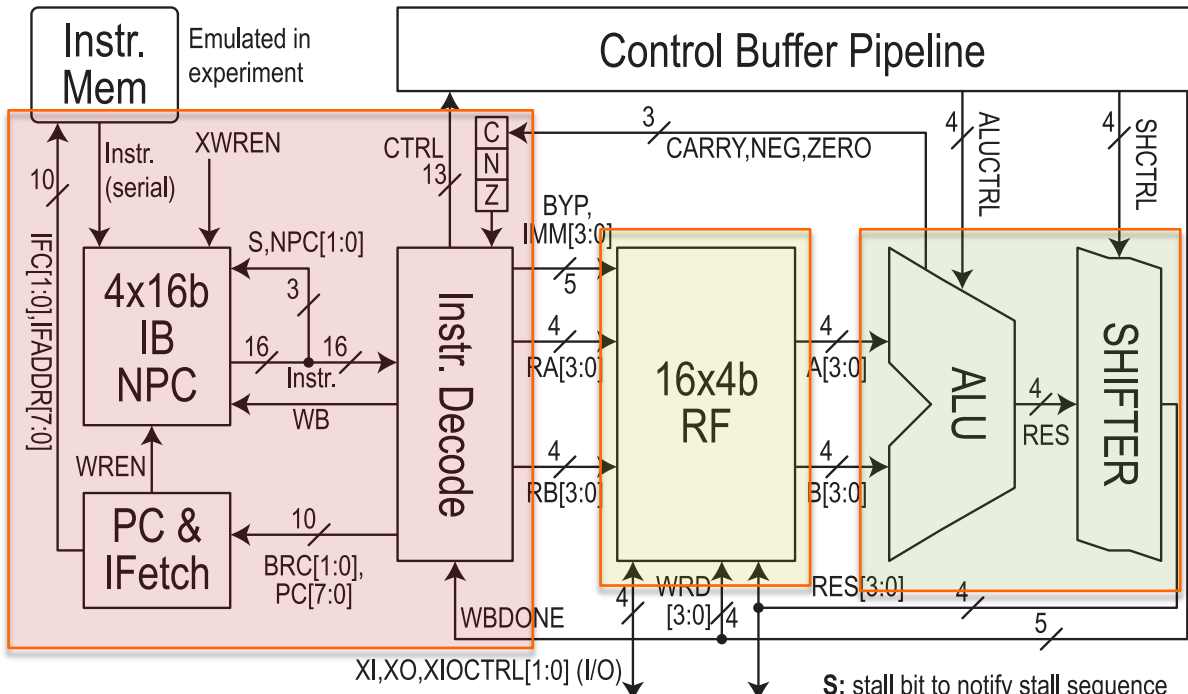 Instr.
Mem
Emulated in
experiment
Control Buffer Pipeline
XWREN
Instr.
(serial)
10
IFC[1:0],IFADDR[7:0]
CTRL
13
C
N
Z
3
CARRY,NEG,ZERO
4
ALUCTRL
4
SHCTRL
S,NPC[1:0]
3
4x16b
IB
NPC
16
16
Instr.
WB
WREN
PC &
IFetch
10
BRC[1:0],
PC[7:0]
Instr. Decode
BYP,
IMM[3:0]
5
4
RA[3:0]
4
RB[3:0]
16x4b
RF
4
A[3:0]
4
B[3:0]
ALU
4
RES
SHIFTER
WBDONE
4
WRD
[3:0]
4
RES[3:0]
4
5
XI,XO,XIOCTRL[1:0] (I/O)
S: stall bit to notify stall sequence